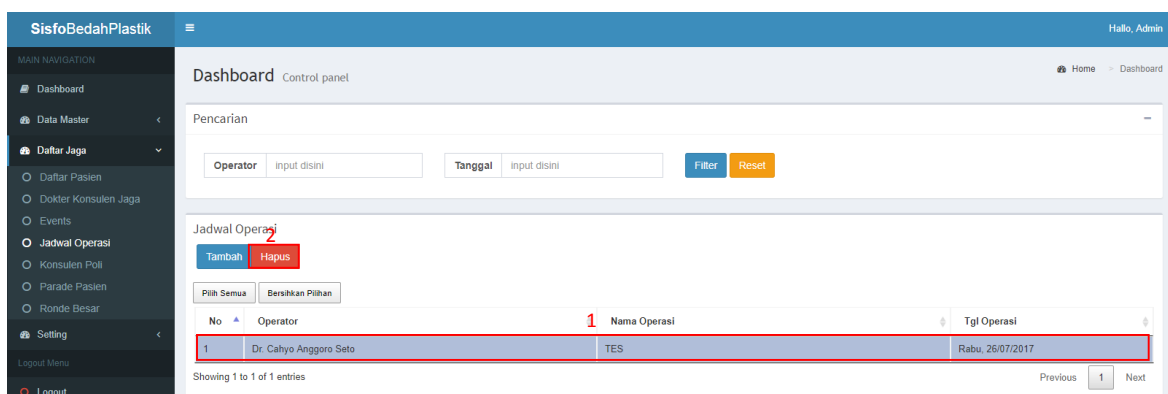 SisfoBedahPlastik
Hallo, Admin
MAIN NAVIGATION
Dashboard
Data Master
Daftar Jaga
Daftar Pasien
Dokter Konsulen Jaga
Events
Jadwal Operasi
Konsulen Poli
Parade Pasien
Ronde Besar
Setting
Logout Menu
Logout
Dashboard Control panel
Home > Dashboard
Pencarian
Operator input disini Tanggal input disini Filter Reset
Jadwal Operasi
2
Tambah Hapus
Pilih Semua Bersihkan Pilihan
1
No Operator Nama Operasi Tgl Operasi
1 Dr. Cahyo Anggoro Seto TES Rabu, 26/07/2017
Showing 1 to 1 of 1 entries
Previous 1 Next